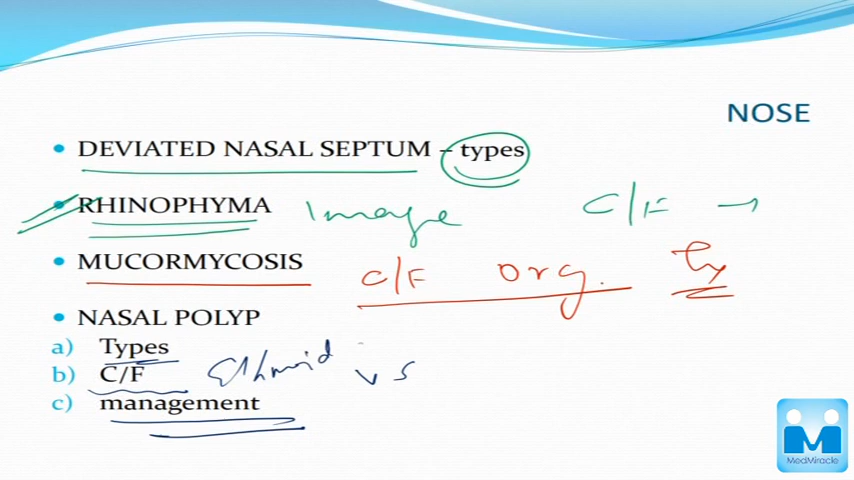 NOSE
• DEVIATED NASAL SEPTUM – types
• RHINOPHYMA Image C/F →
• MUCORMYCOSIS C/F org.
• NASAL POLYP
a) Types
b) C/F Ethmoid vs
c) management
MedMiracle